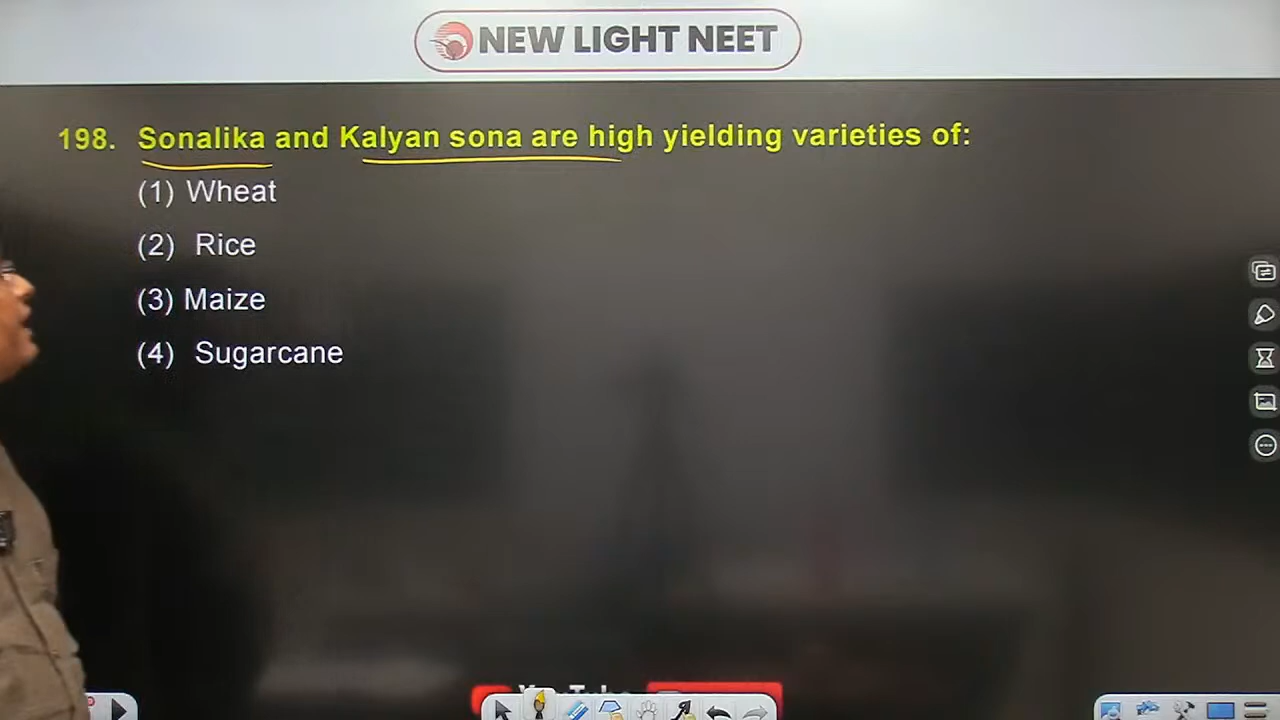 NEW LIGHT NEET
198. Sonalika and Kalyan sona are high yielding varieties of:
(1) Wheat
(2) Rice
(3) Maize
(4) Sugarcane
YouTube